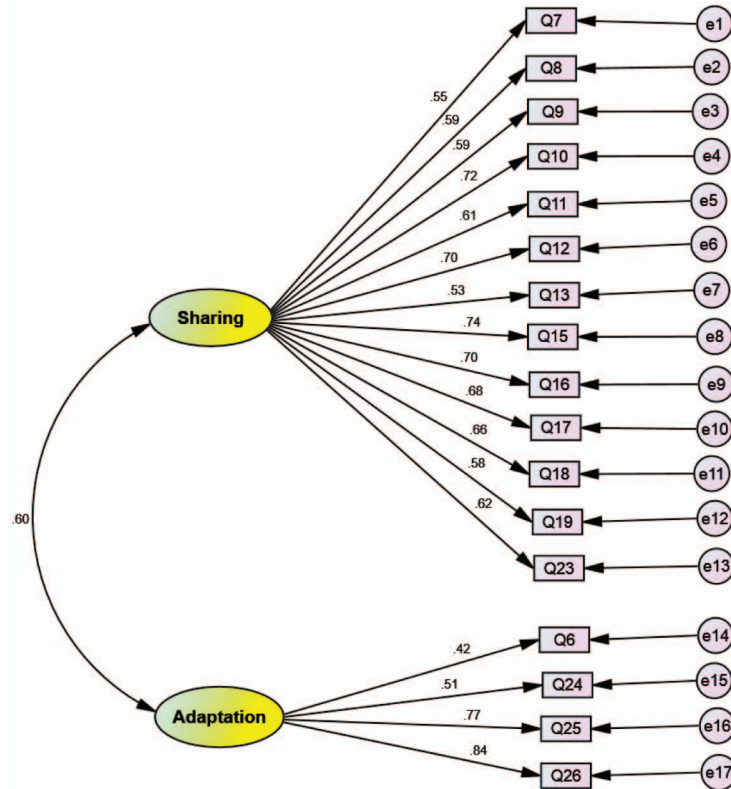 Q7 e1
.55
Q8 e2
.59
Q9 e3
.59
Q10 e4
.72
Q11 e5
.61
Q12 e6
.70
Q13 e7
.53
Sharing
Q15 e8
.74
Q16 e9
.70
Q17 e10
.68
Q18 e11
.66
Q19 e12
.58
Q23 e13
.62
.60
Q6 e14
.42
Q24 e15
.51
Adaptation
Q25 e16
.77
Q26 e17
.84